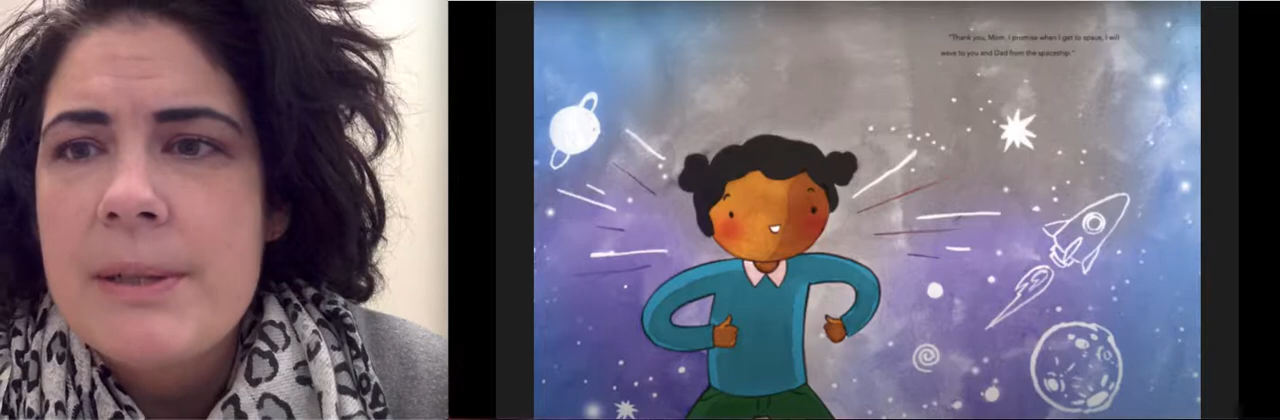 "Thank you, Mom. I promise when I get to space, I will
wave to you and Dad from the spaceship."